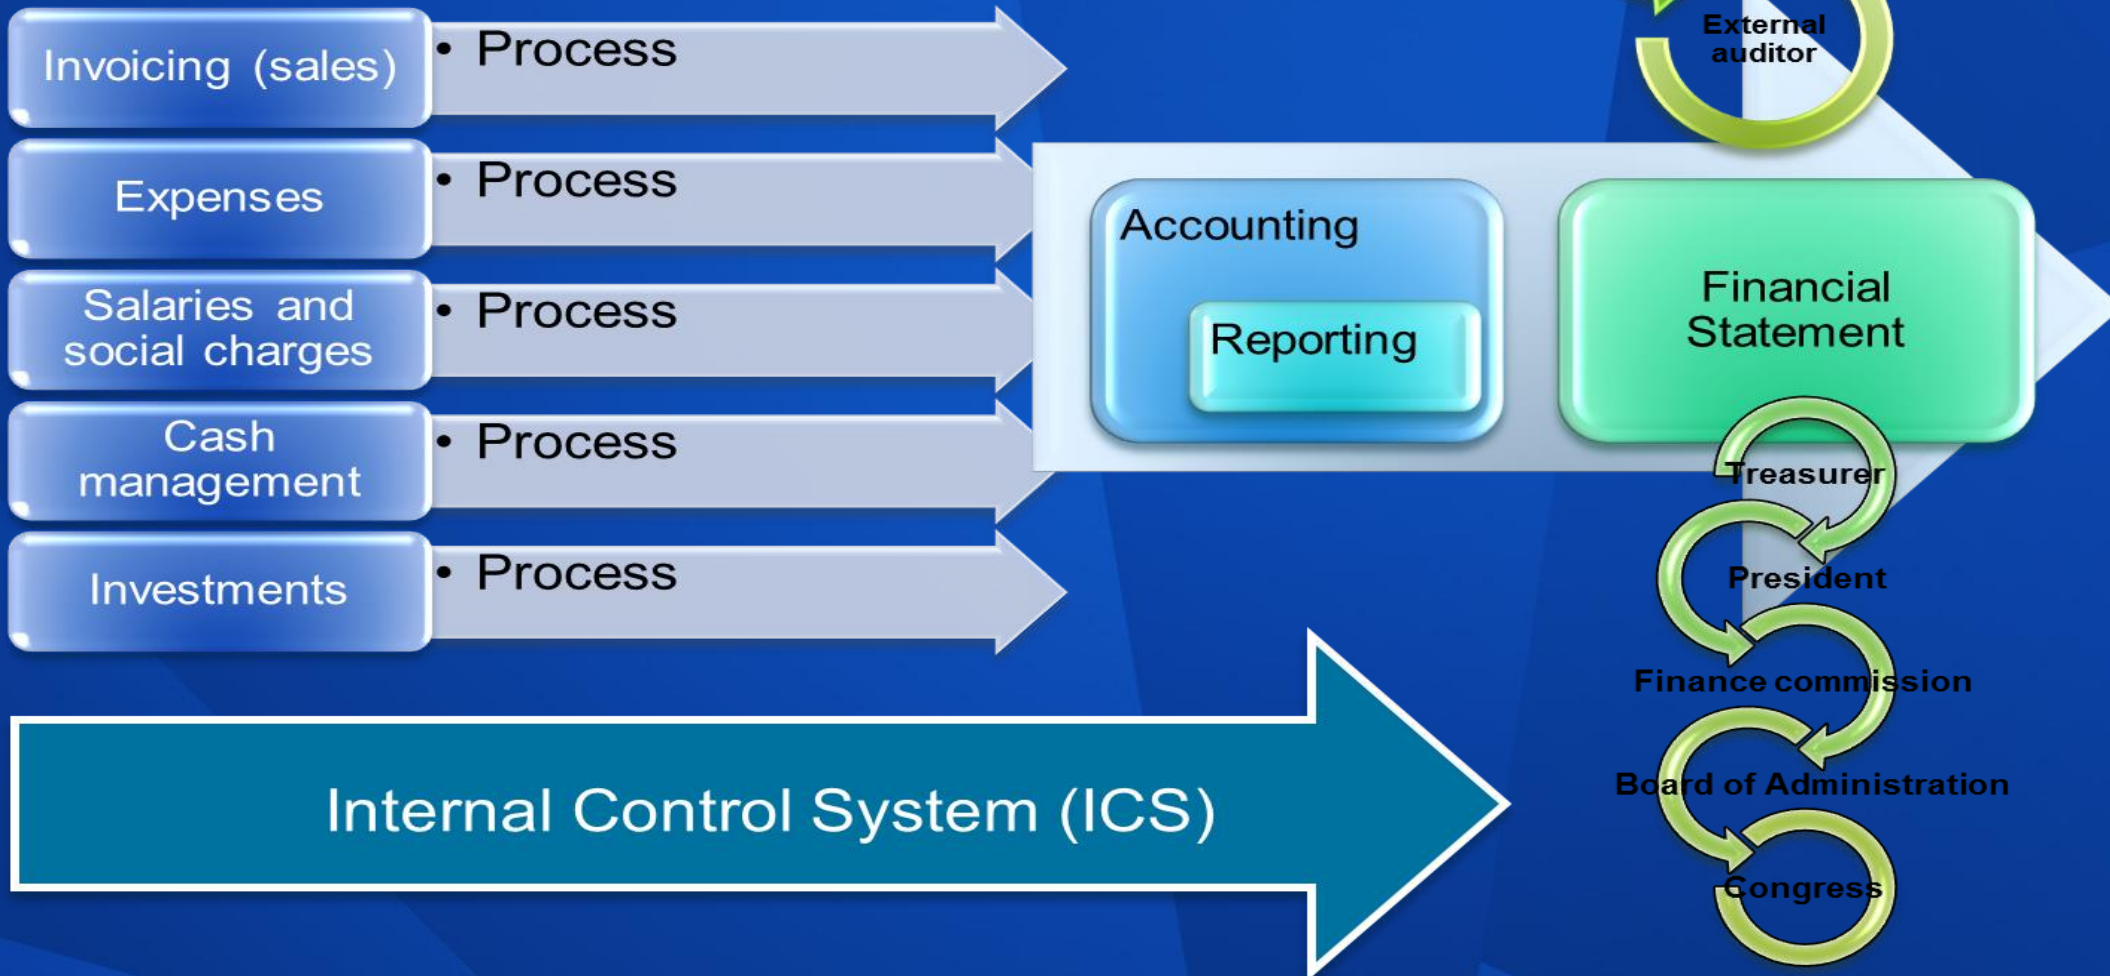 Invoicing (sales)
• Process
Expenses
• Process
Salaries and
social charges
• Process
Cash
management
• Process
Investments
• Process
Accounting
Reporting
Financial
Statement
External
auditor
Treasurer
President
Finance commission
Board of Administration
Congress
Internal Control System (ICS)